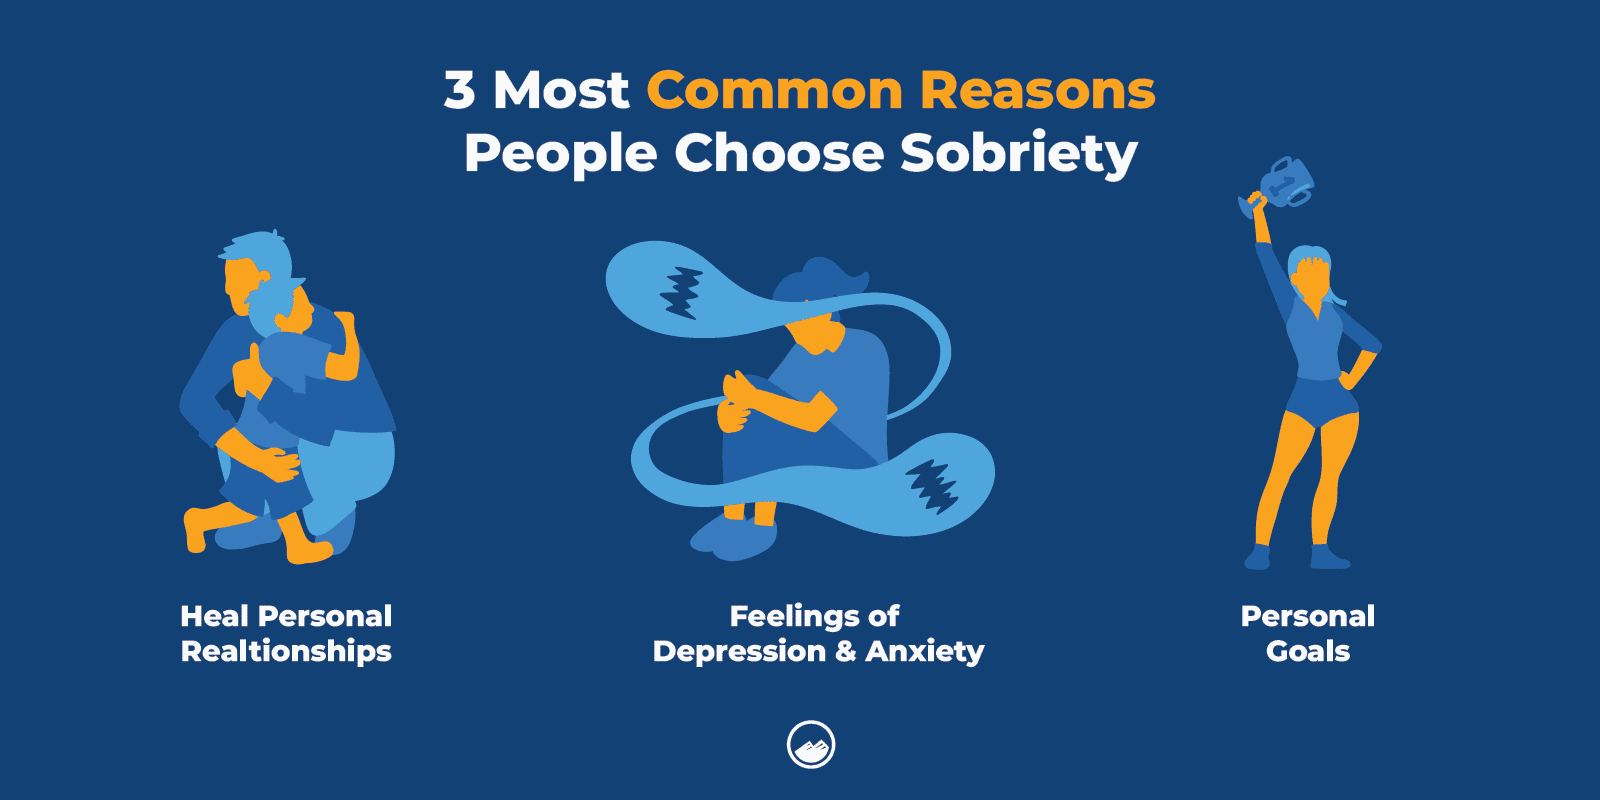 3 Most Common Reasons
People Choose Sobriety
Heal Personal
Realtionships
Feelings of
Depression & Anxiety
Personal
Goals